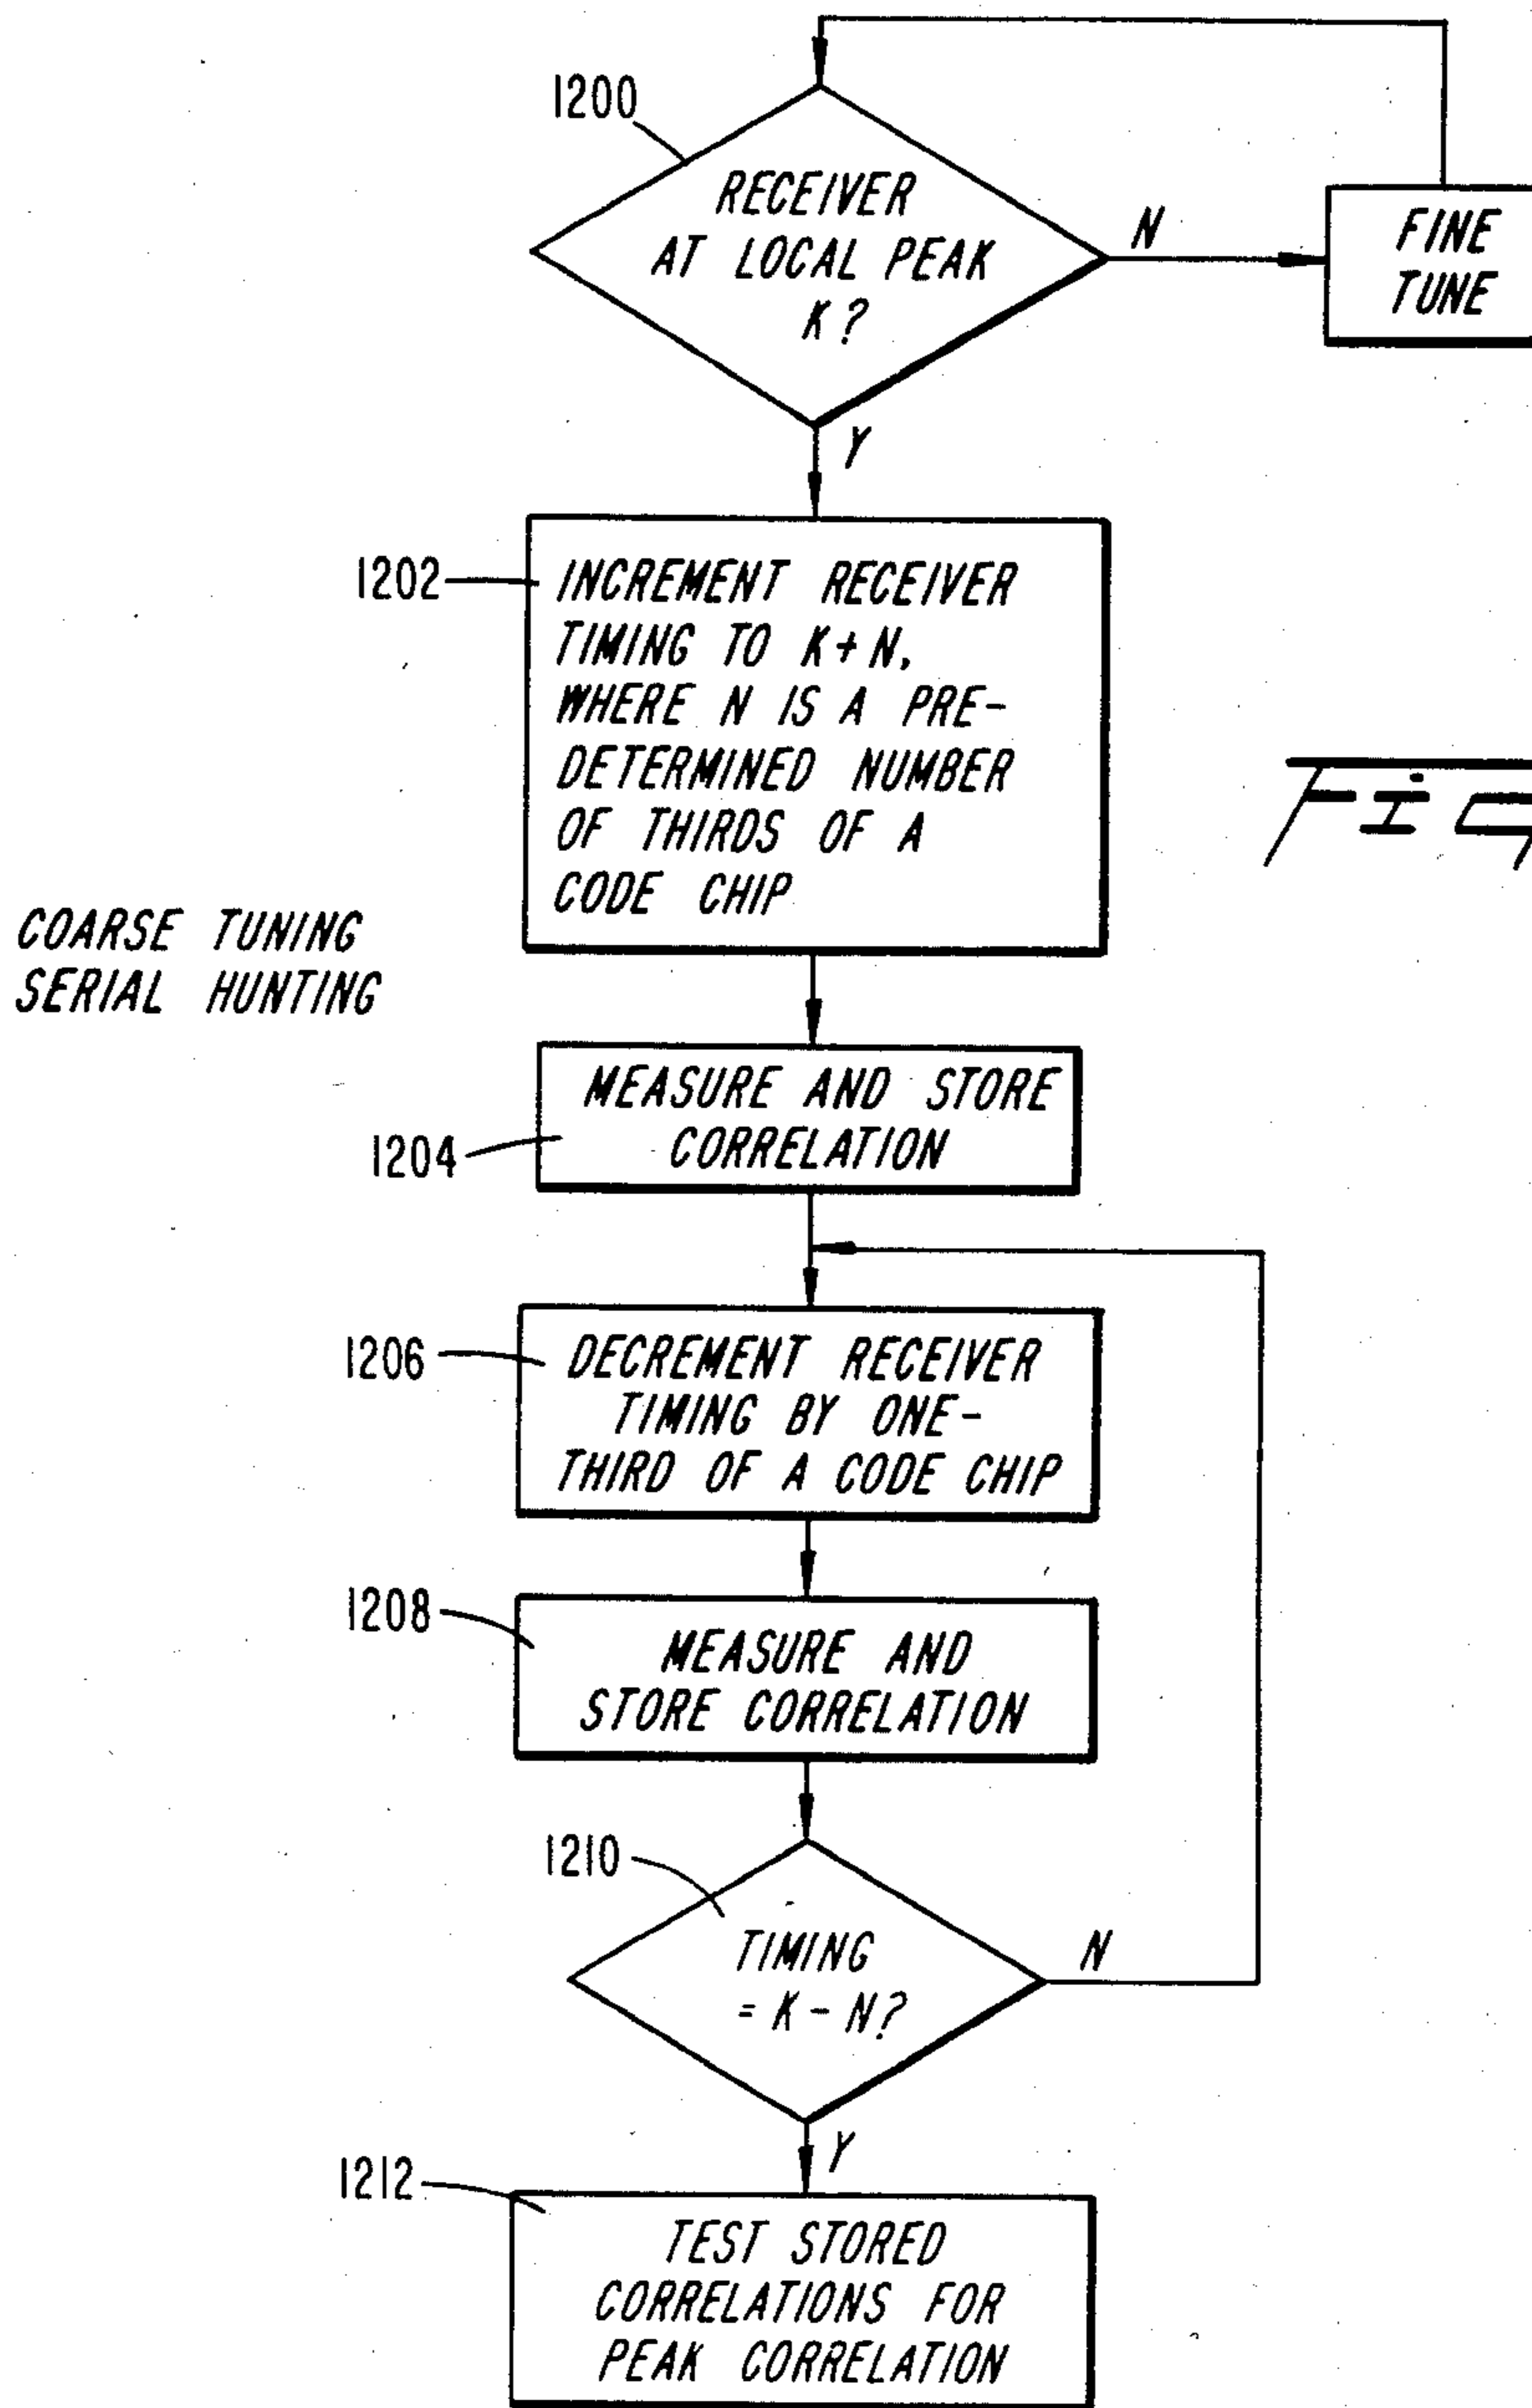 1200
RECEIVER
AT LOCAL PEAK
K?
N
FINE
TUNE
Y
1202
INCREMENT RECEIVER
TIMING TO K+N,
WHERE N IS A PRE-
DETERMINED NUMBER
OF THIRDS OF A
CODE CHIP
COARSE TUNING
SERIAL HUNTING
MEASURE AND STORE
CORRELATION
1204
1206
DECREMENT RECEIVER
TIMING BY ONE-
THIRD OF A CODE CHIP
1208
MEASURE AND
STORE CORRELATION
1210
TIMING
= K - N?
N
Y
1212
TEST STORED
CORRELATIONS FOR
PEAK CORRELATION